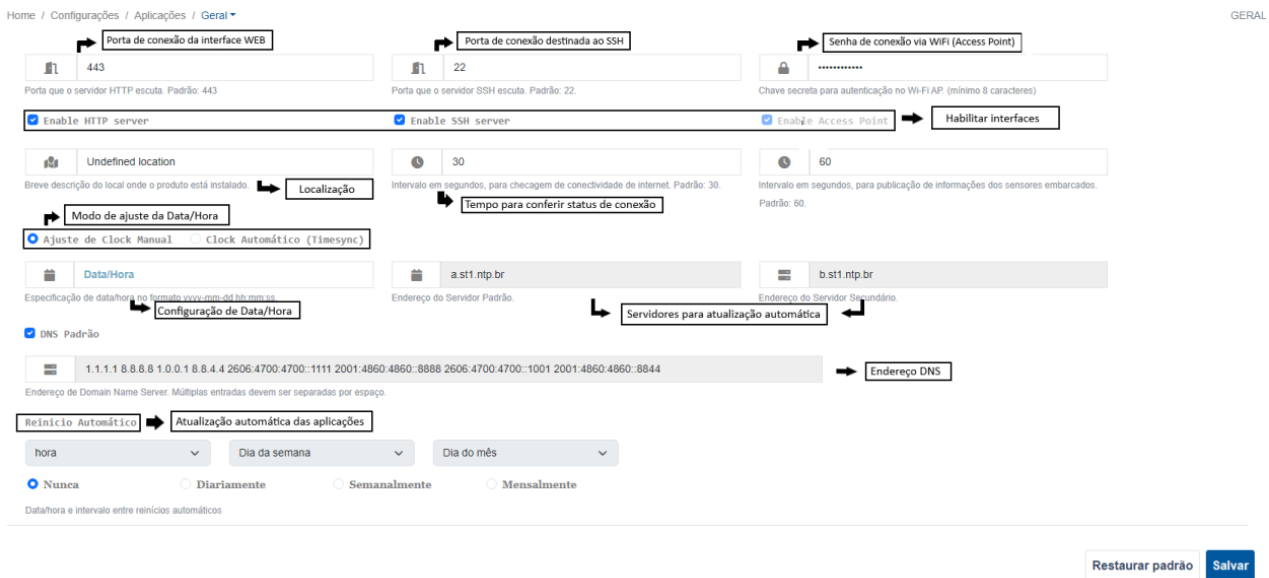 Home / Configurações / Aplicações / Geral
GERAL
Porta de conexão da interface WEB
Porta de conexão destinada ao SSH
Senha de conexão via WiFi (Access Point)
443
22
••••••••••••
Porta que o servidor HTTP escuta. Padrão: 443
Porta que o servidor SSH escuta. Padrão: 22.
Chave secreta para autenticação no Wi-Fi AP. (mínimo 8 caracteres)
Enable HTTP server
Enable SSH server
Enable Access Point
Habilitar interfaces
Undefined location
30
60
Breve descrição do local onde o produto está instalado.
Localização
Intervalo em segundos, para checagem de conectividade de internet. Padrão: 30.
Intervalo em segundos, para publicação de informações dos sensores embarcados.
Padrão: 60.
Tempo para conferir status de conexão
Modo de ajuste da Data/Hora
Ajuste de Clock Manual
Clock Automático (Timesync)
Data/Hora
a.st1.ntp.br
b.st1.ntp.br
Especificação de data/hora no formato yyyy-mm-dd hh:mm:ss.
Endereço do Servidor Padrão.
Endereço do Servidor Secundário.
Configuração de Data/Hora
Servidores para atualização automática
DNS Padrão
1.1.1.1 8.8.8.8 1.0.0.1 8.8.4.4 2606:4700:4700::1111 2001:4860:4860::8888 2606:4700:4700::1001 2001:4860:4860::8844
Endereço DNS
Endereço de Domain Name Server. Múltiplas entradas devem ser separadas por espaço.
Reinicio Automático
Atualização automática das aplicações
hora
Dia da semana
Dia do mês
Nunca
Diariamente
Semanalmente
Mensalmente
Data/hora e intervalo entre reinícios automáticos
Restaurar padrão
Salvar